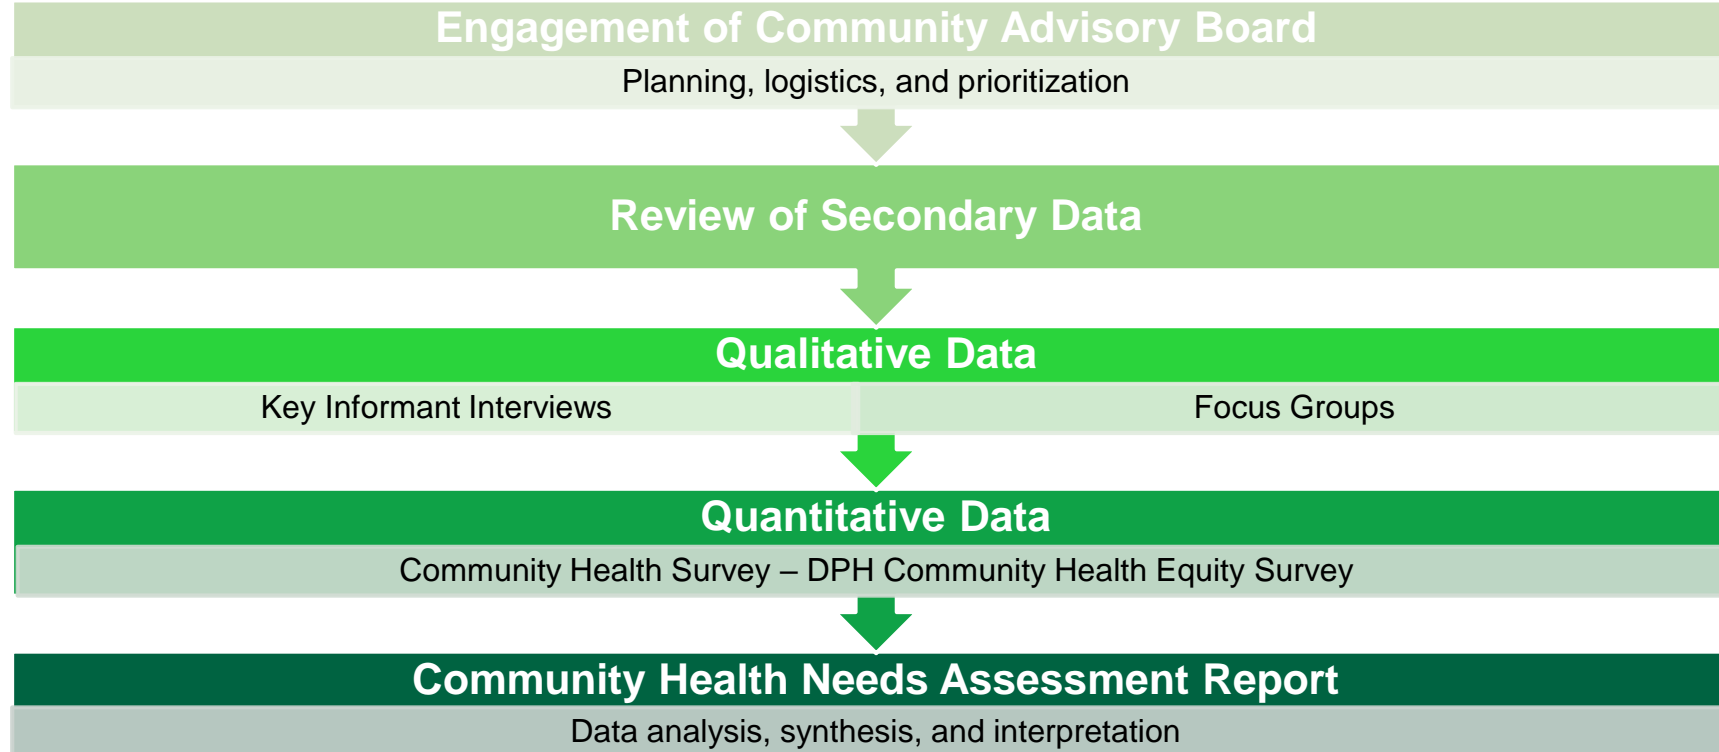 Engagement of Community Advisory Board
Planning, logistics, and prioritization
Review of Secondary Data
Qualitative Data
Key Informant Interviews
Focus Groups
Quantitative Data
Community Health Survey – DPH Community Health Equity Survey
Community Health Needs Assessment Report
Data analysis, synthesis, and interpretation